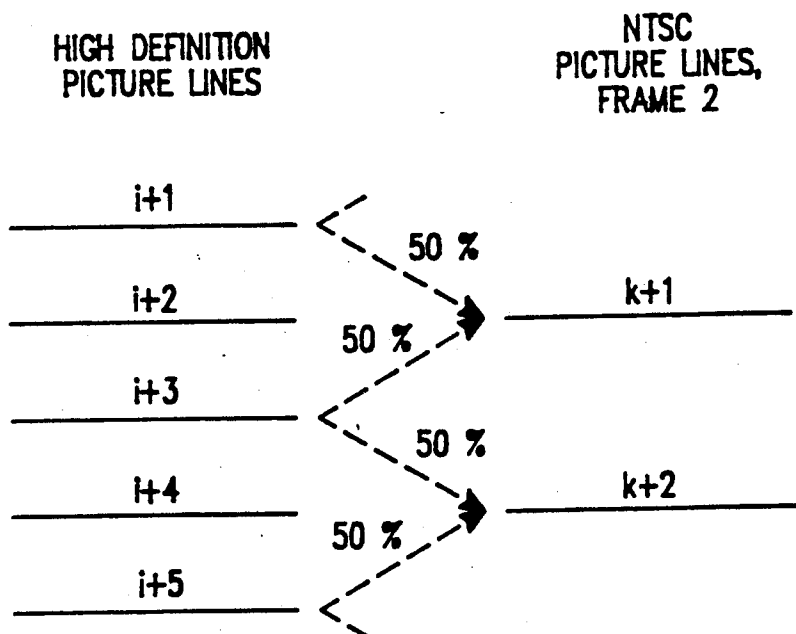 HIGH DEFINITION
PICTURE LINES
NTSC
PICTURE LINES,
FRAME 2
i+1
50 %
i+2
k+1
50 %
i+3
50 %
i+4
k+2
50 %
i+5